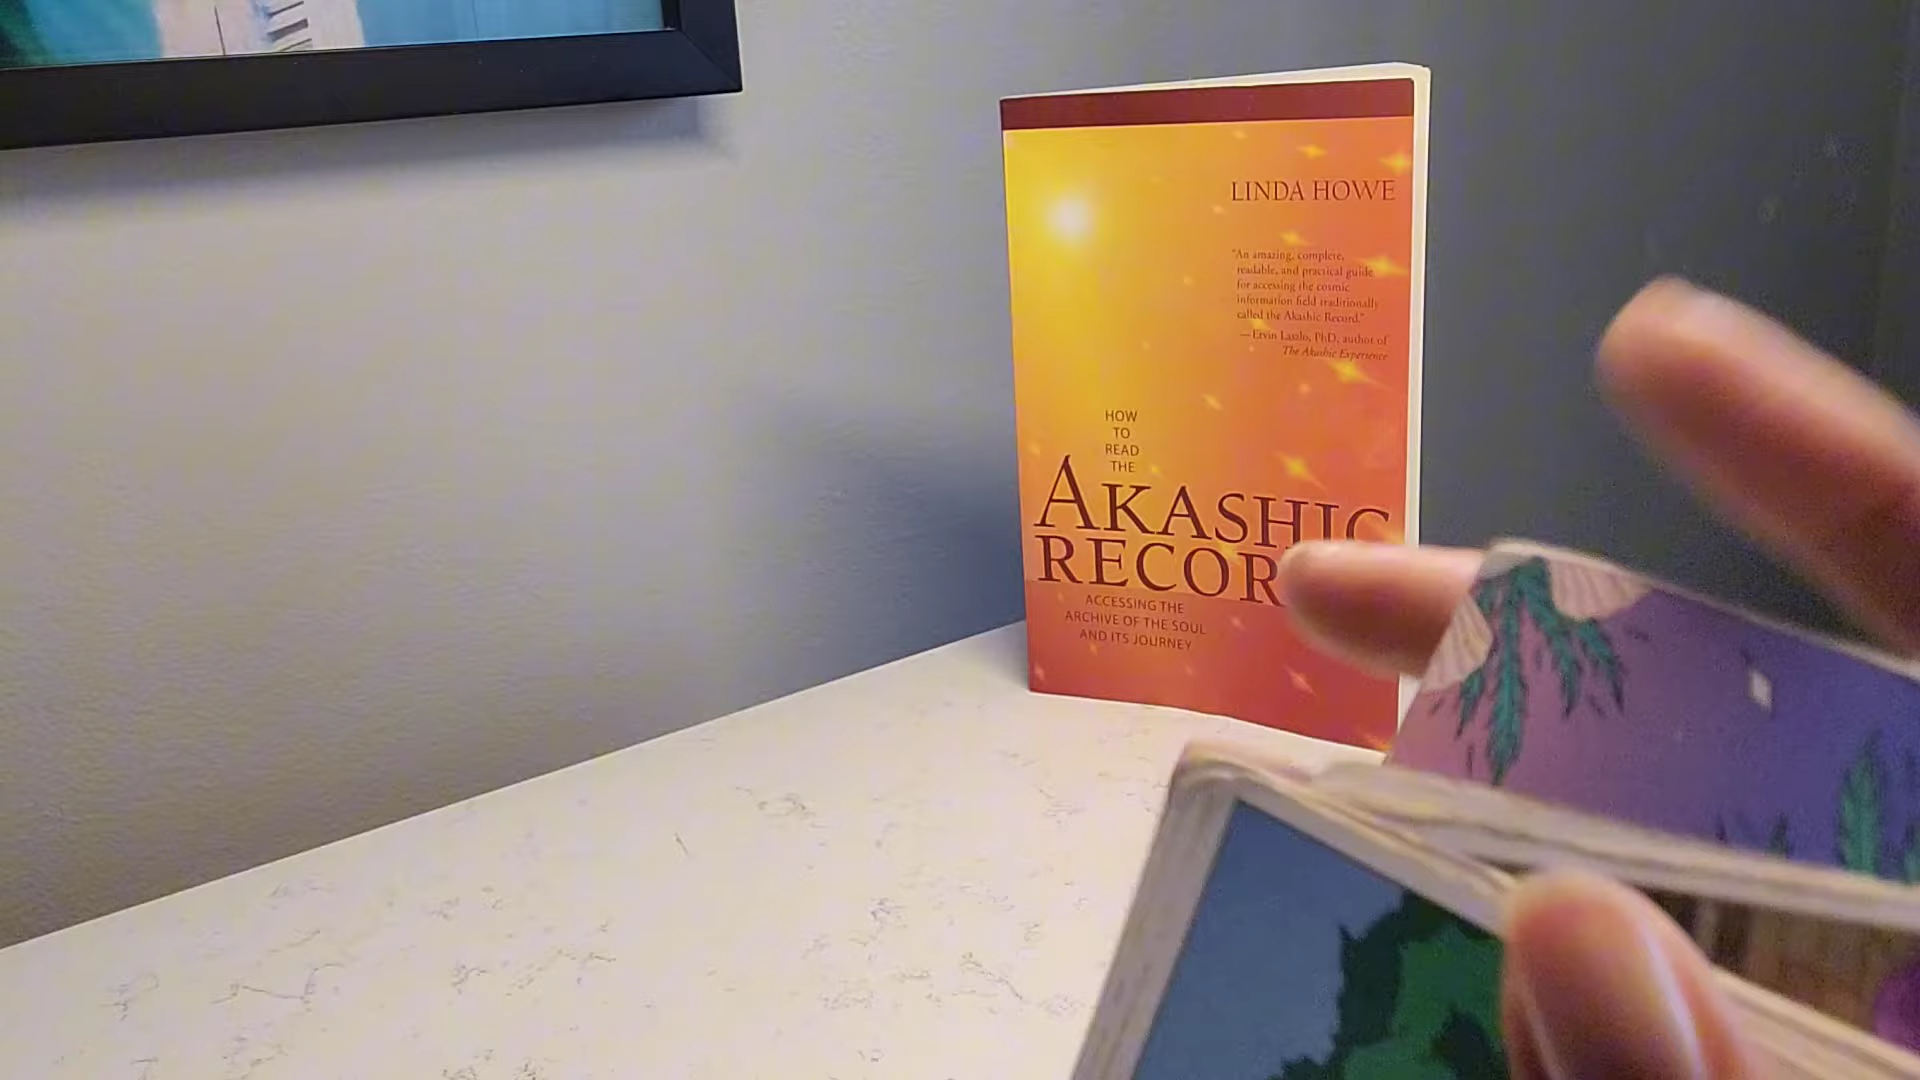 LINDA HOWE
"An amazing, complete,
readable, and practical guide
for accessing the cosmic
information field traditionally
called the Akashic Record."
—Ervin Laszlo, PhD, author of
The Akashic Experience
HOW
TO
READ
THE
AKASHIC
RECOR
ACCESSING THE
ARCHIVE OF THE SOUL
AND ITS JOURNEY